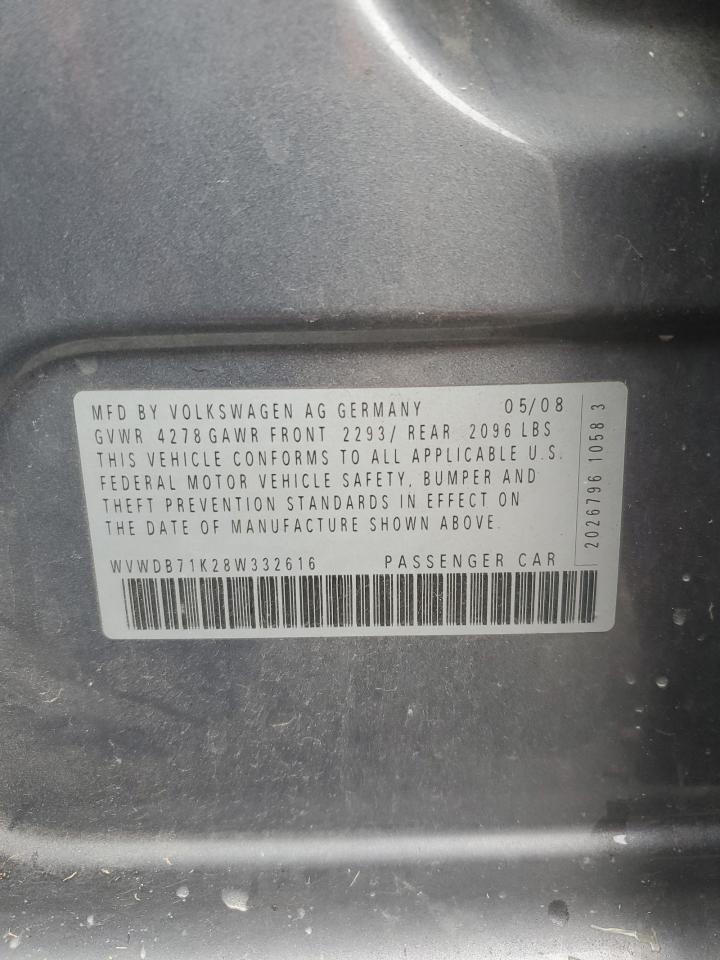 MFD BY VOLKSWAGEN AG GERMANY 05/08
GVWR 4278 GAWR FRONT 2293/ REAR 2096 LBS
THIS VEHICLE CONFORMS TO ALL APPLICABLE U.S.
FEDERAL MOTOR VEHICLE SAFETY, BUMPER AND
THEFT PREVENTION STANDARDS IN EFFECT ON
THE DATE OF MANUFACTURE SHOWN ABOVE.
WVWDB71K28W332616 PASSENGER CAR
2026796 1058 3